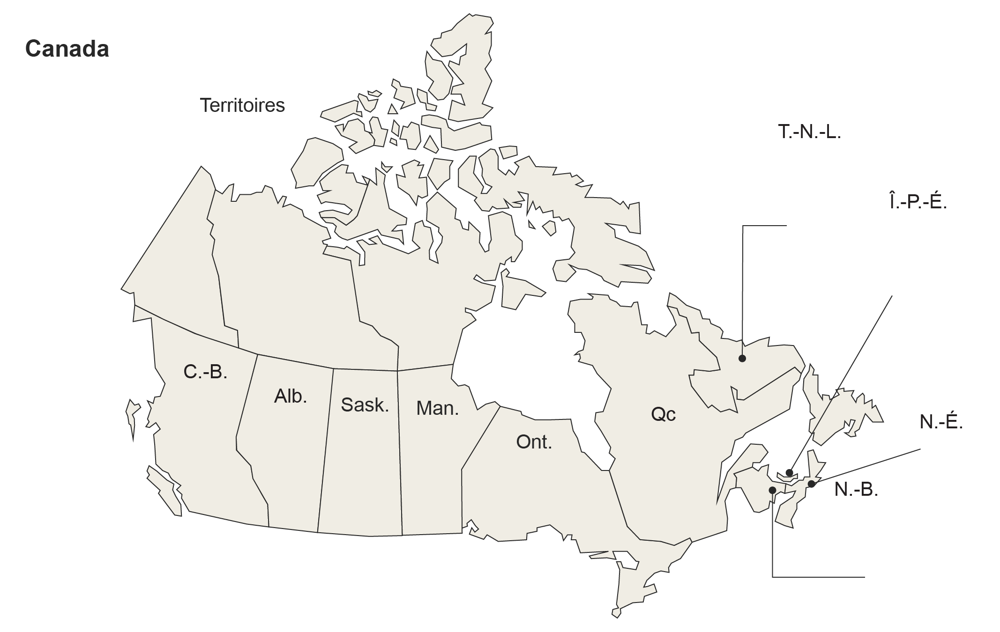 Canada
Territoires
T.-N.-L.
Î.-P.-É.
C.-B.
Alb.
Sask.
Man.
Qc
N.-É.
Ont.
N.-B.